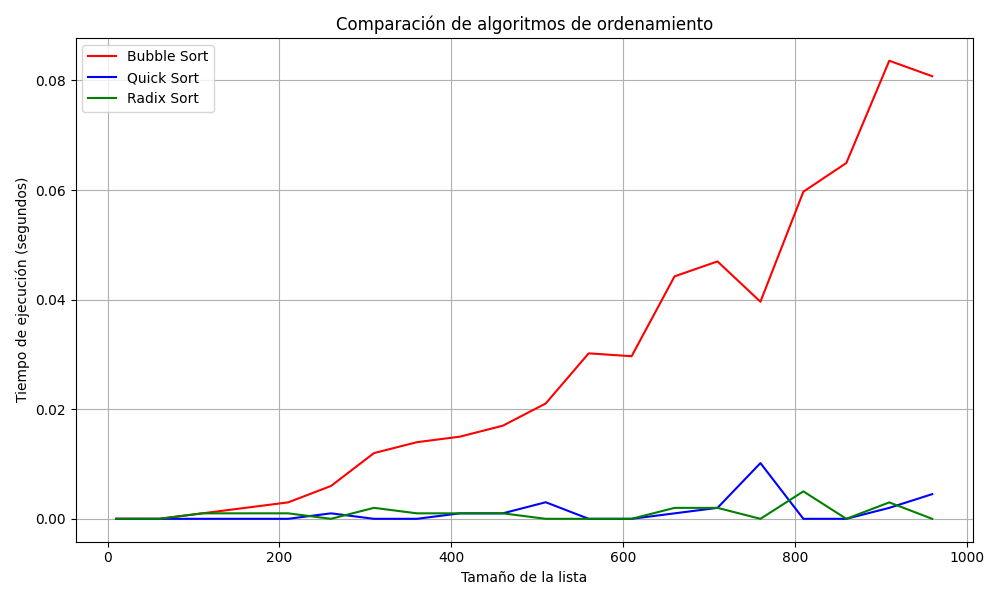 Comparación de algoritmos de ordenamiento
Bubble Sort
Quick Sort
Radix Sort
Tiempo de ejecución (segundos)
0.08
0.06
0.04
0.02
0.00
0
200
400
600
800
1000
Tamaño de la lista